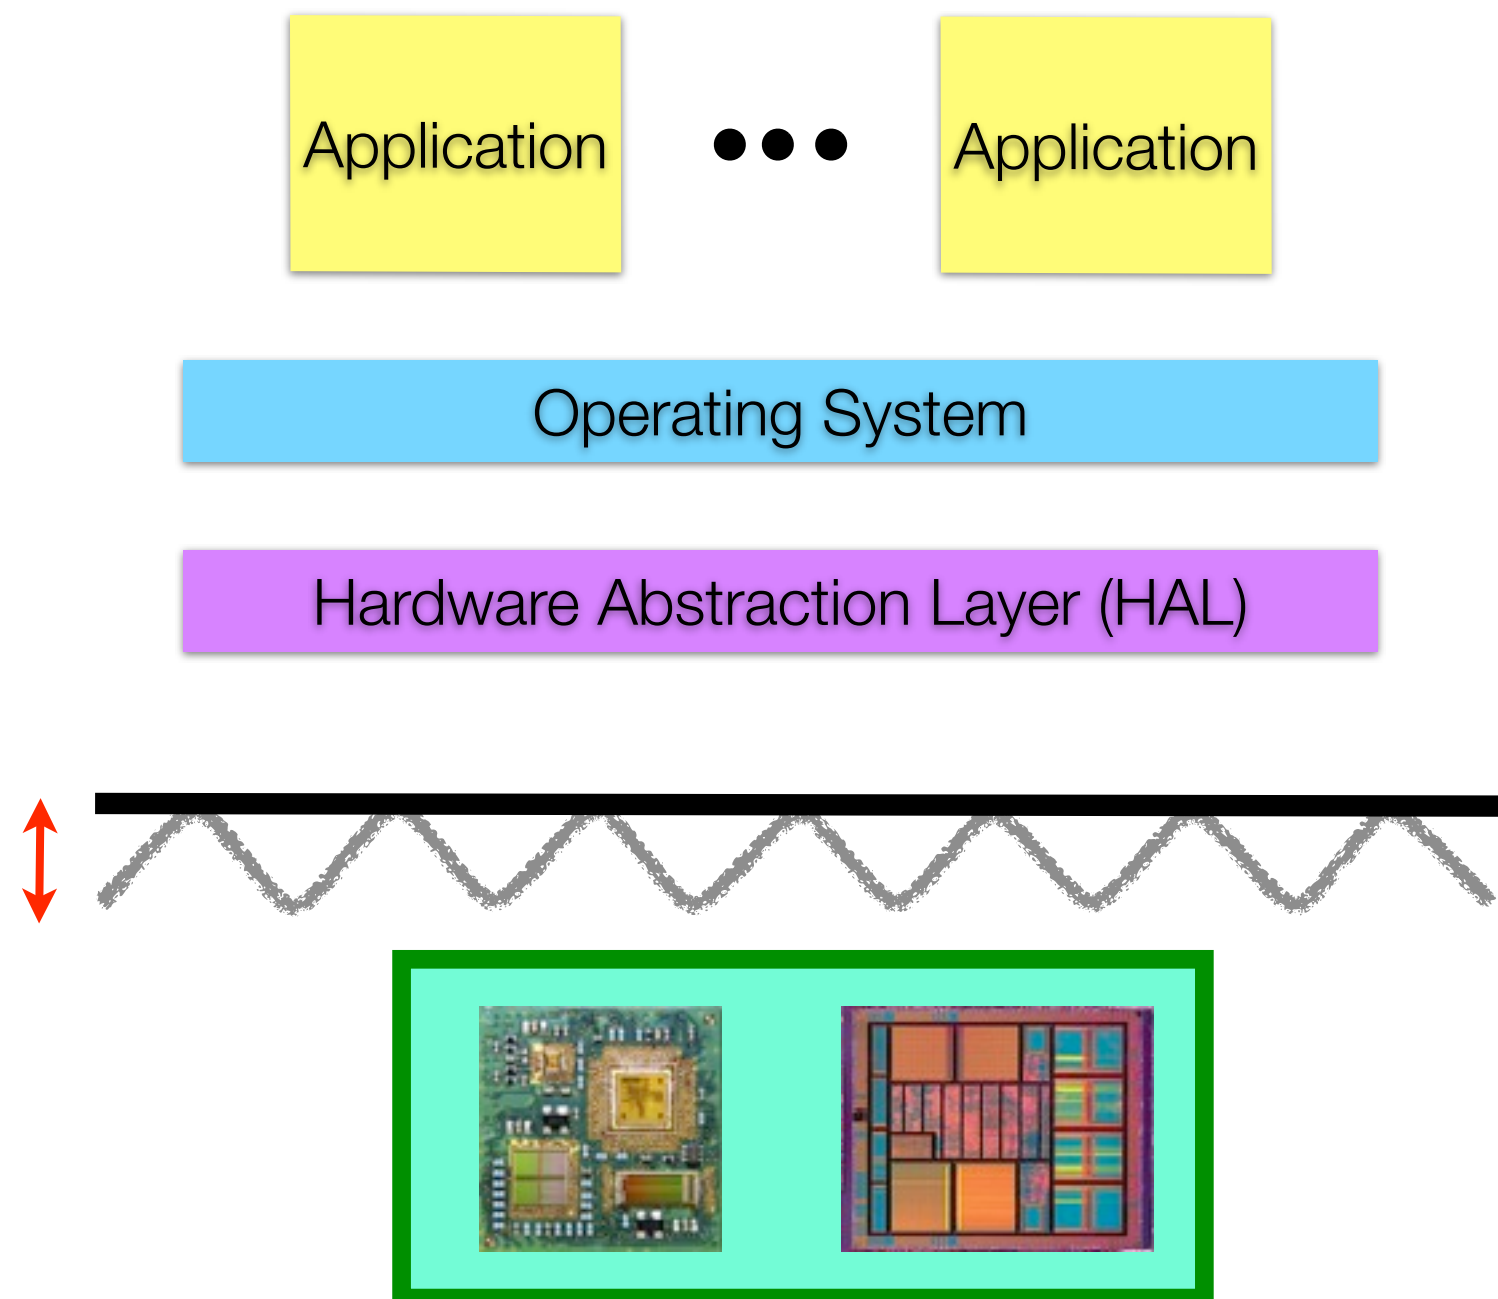 Application
Application
Operating System
Hardware Abstraction Layer (HAL)